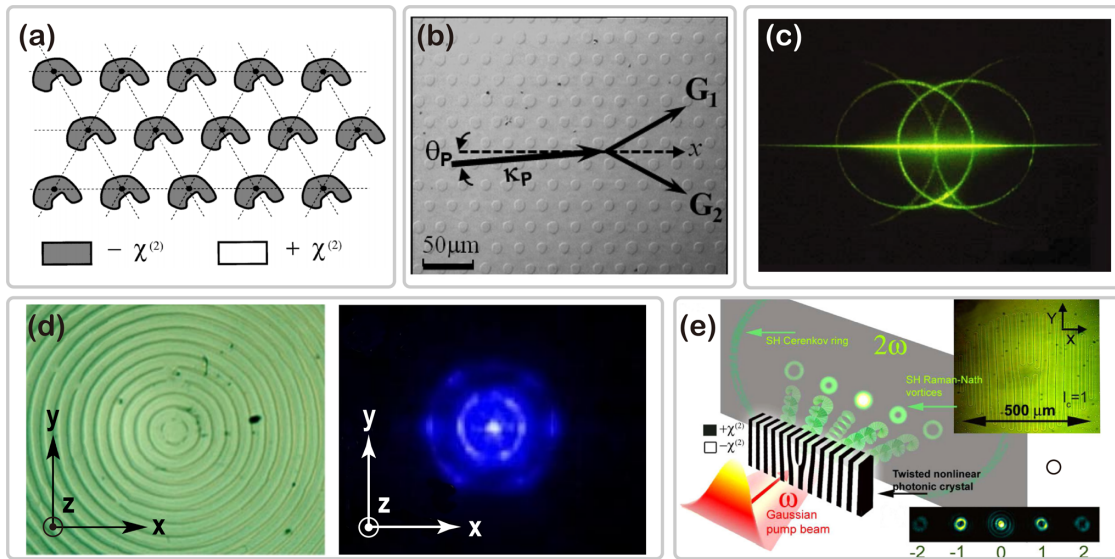 (a)
− χ⁽²⁾
+ χ⁽²⁾
(b)
G₁
θP
x
κP
G₂
50μm
(c)
(d)
y
z
x
y
z
x
(e)
SH Cerenkov ring
2ω
SH Raman-Nath
vortices
Y
X
lc=1
500 μm
+χ⁽²⁾
−χ⁽²⁾
Twisted nonlinear
photonic crystal
ω
Gaussian
pump beam
-2 -1 0 1 2